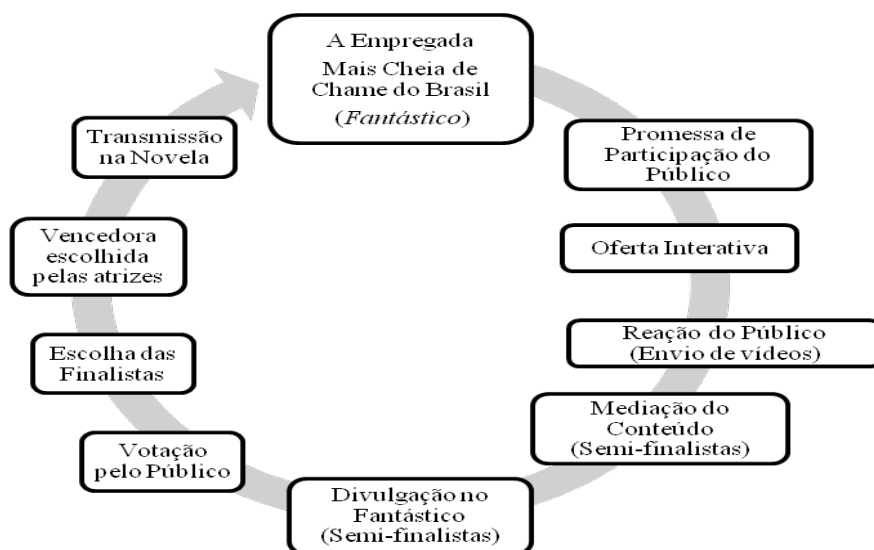 A Empregada
Mais Cheia de
Chame do Brasil
(Fantástico)
Promessa de
Participação do
Público
Oferta Interativa
Reação do Público
(Envio de vídeos)
Mediação do
Conteúdo
(Semi-finalistas)
Divulgação no
Fantástico
(Semi-finalistas)
Votação
pelo Público
Escolha das
Finalistas
Vencedora
escolhida
pelas atrizes
Transmissão
na Novela